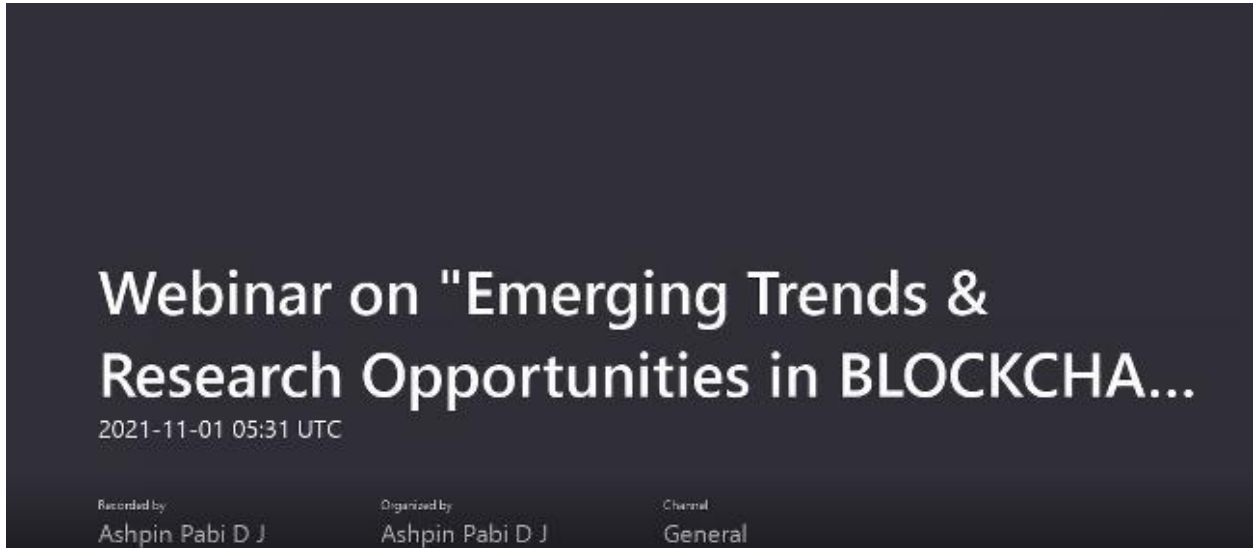 Webinar on "Emerging Trends &
Research Opportunities in BLOCKCHA...
2021-11-01 05:31 UTC
Recorded by
Organized by
Channel
Ashpin Pabi D J
Ashpin Pabi D J
General